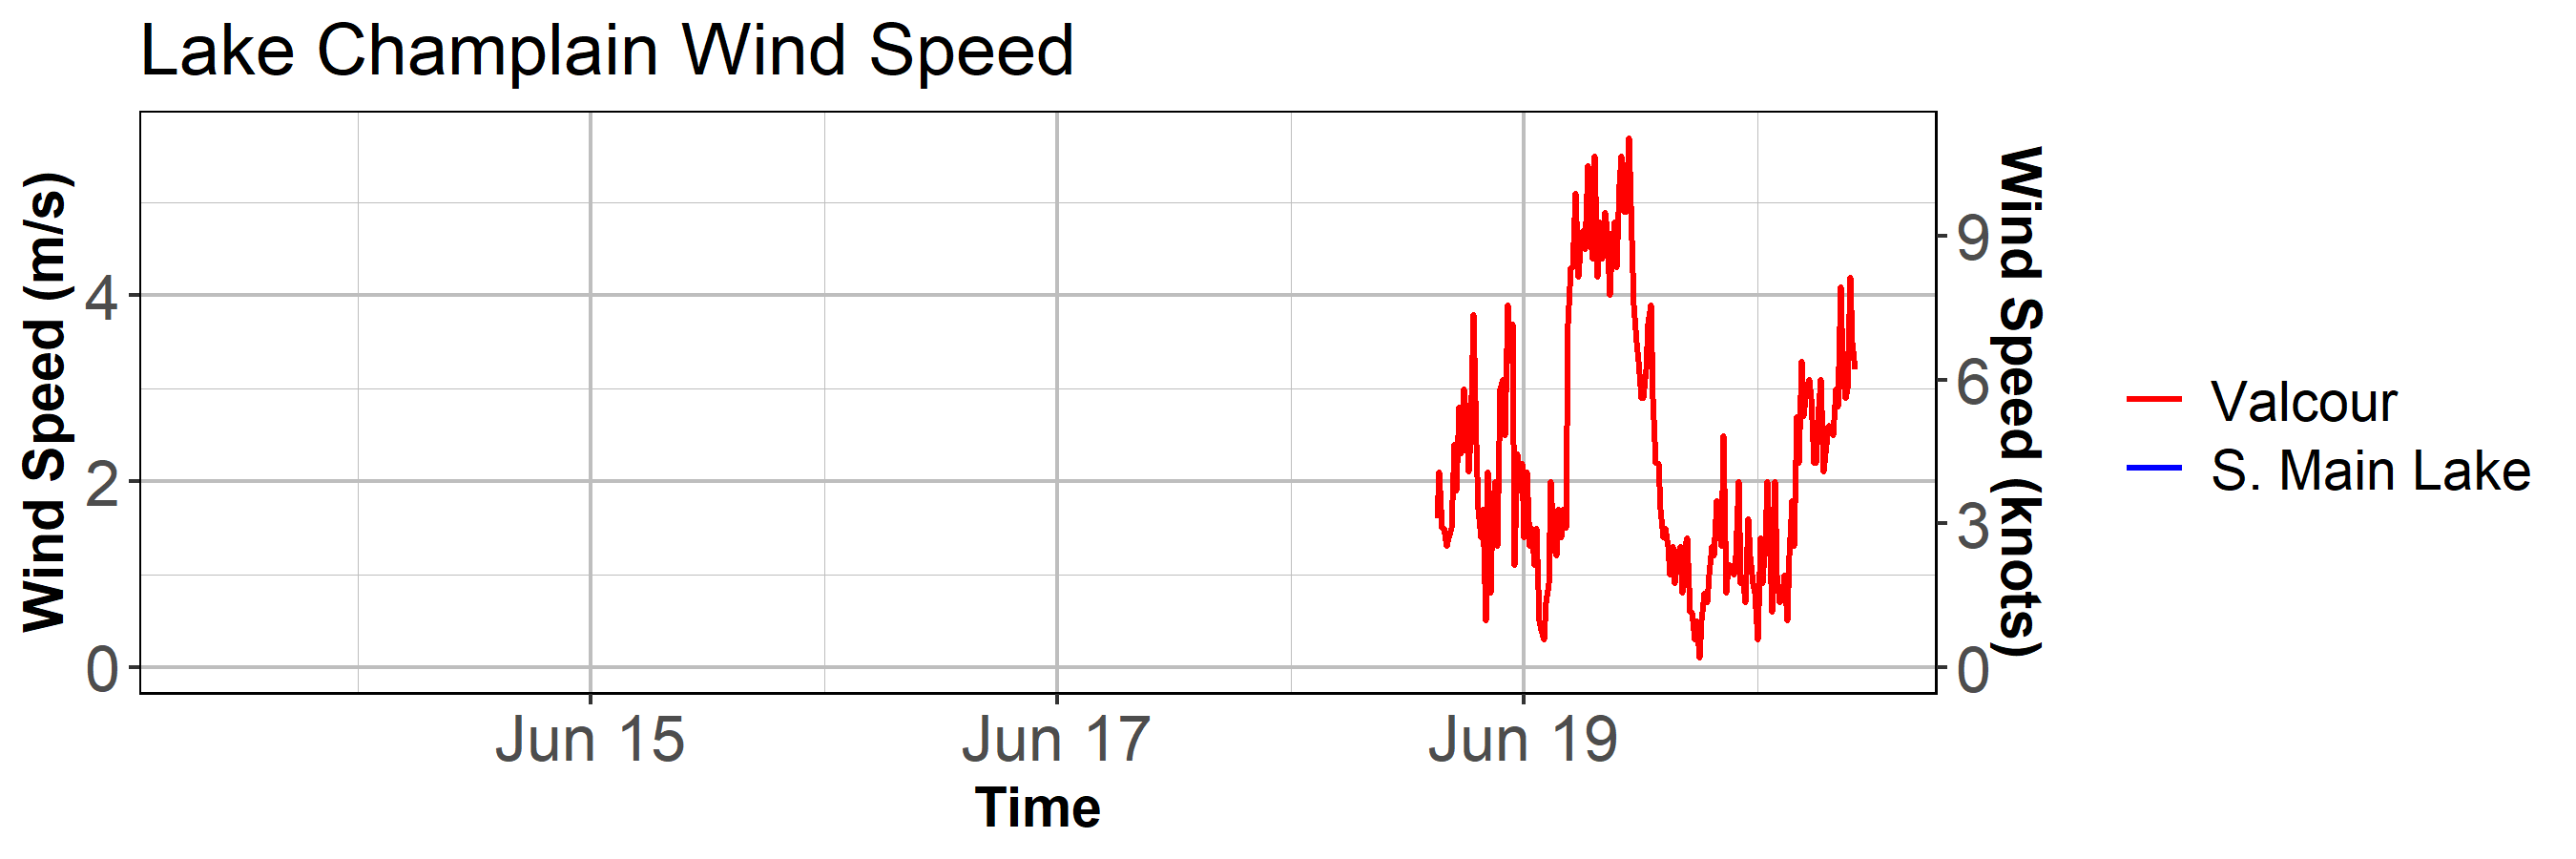 Lake Champlain Wind Speed
Wind Speed (m/s)
4
2
0
Jun 15
Jun 17
Jun 19
Time
9
6
3
0
Wind Speed (knots)
Valcour
S. Main Lake